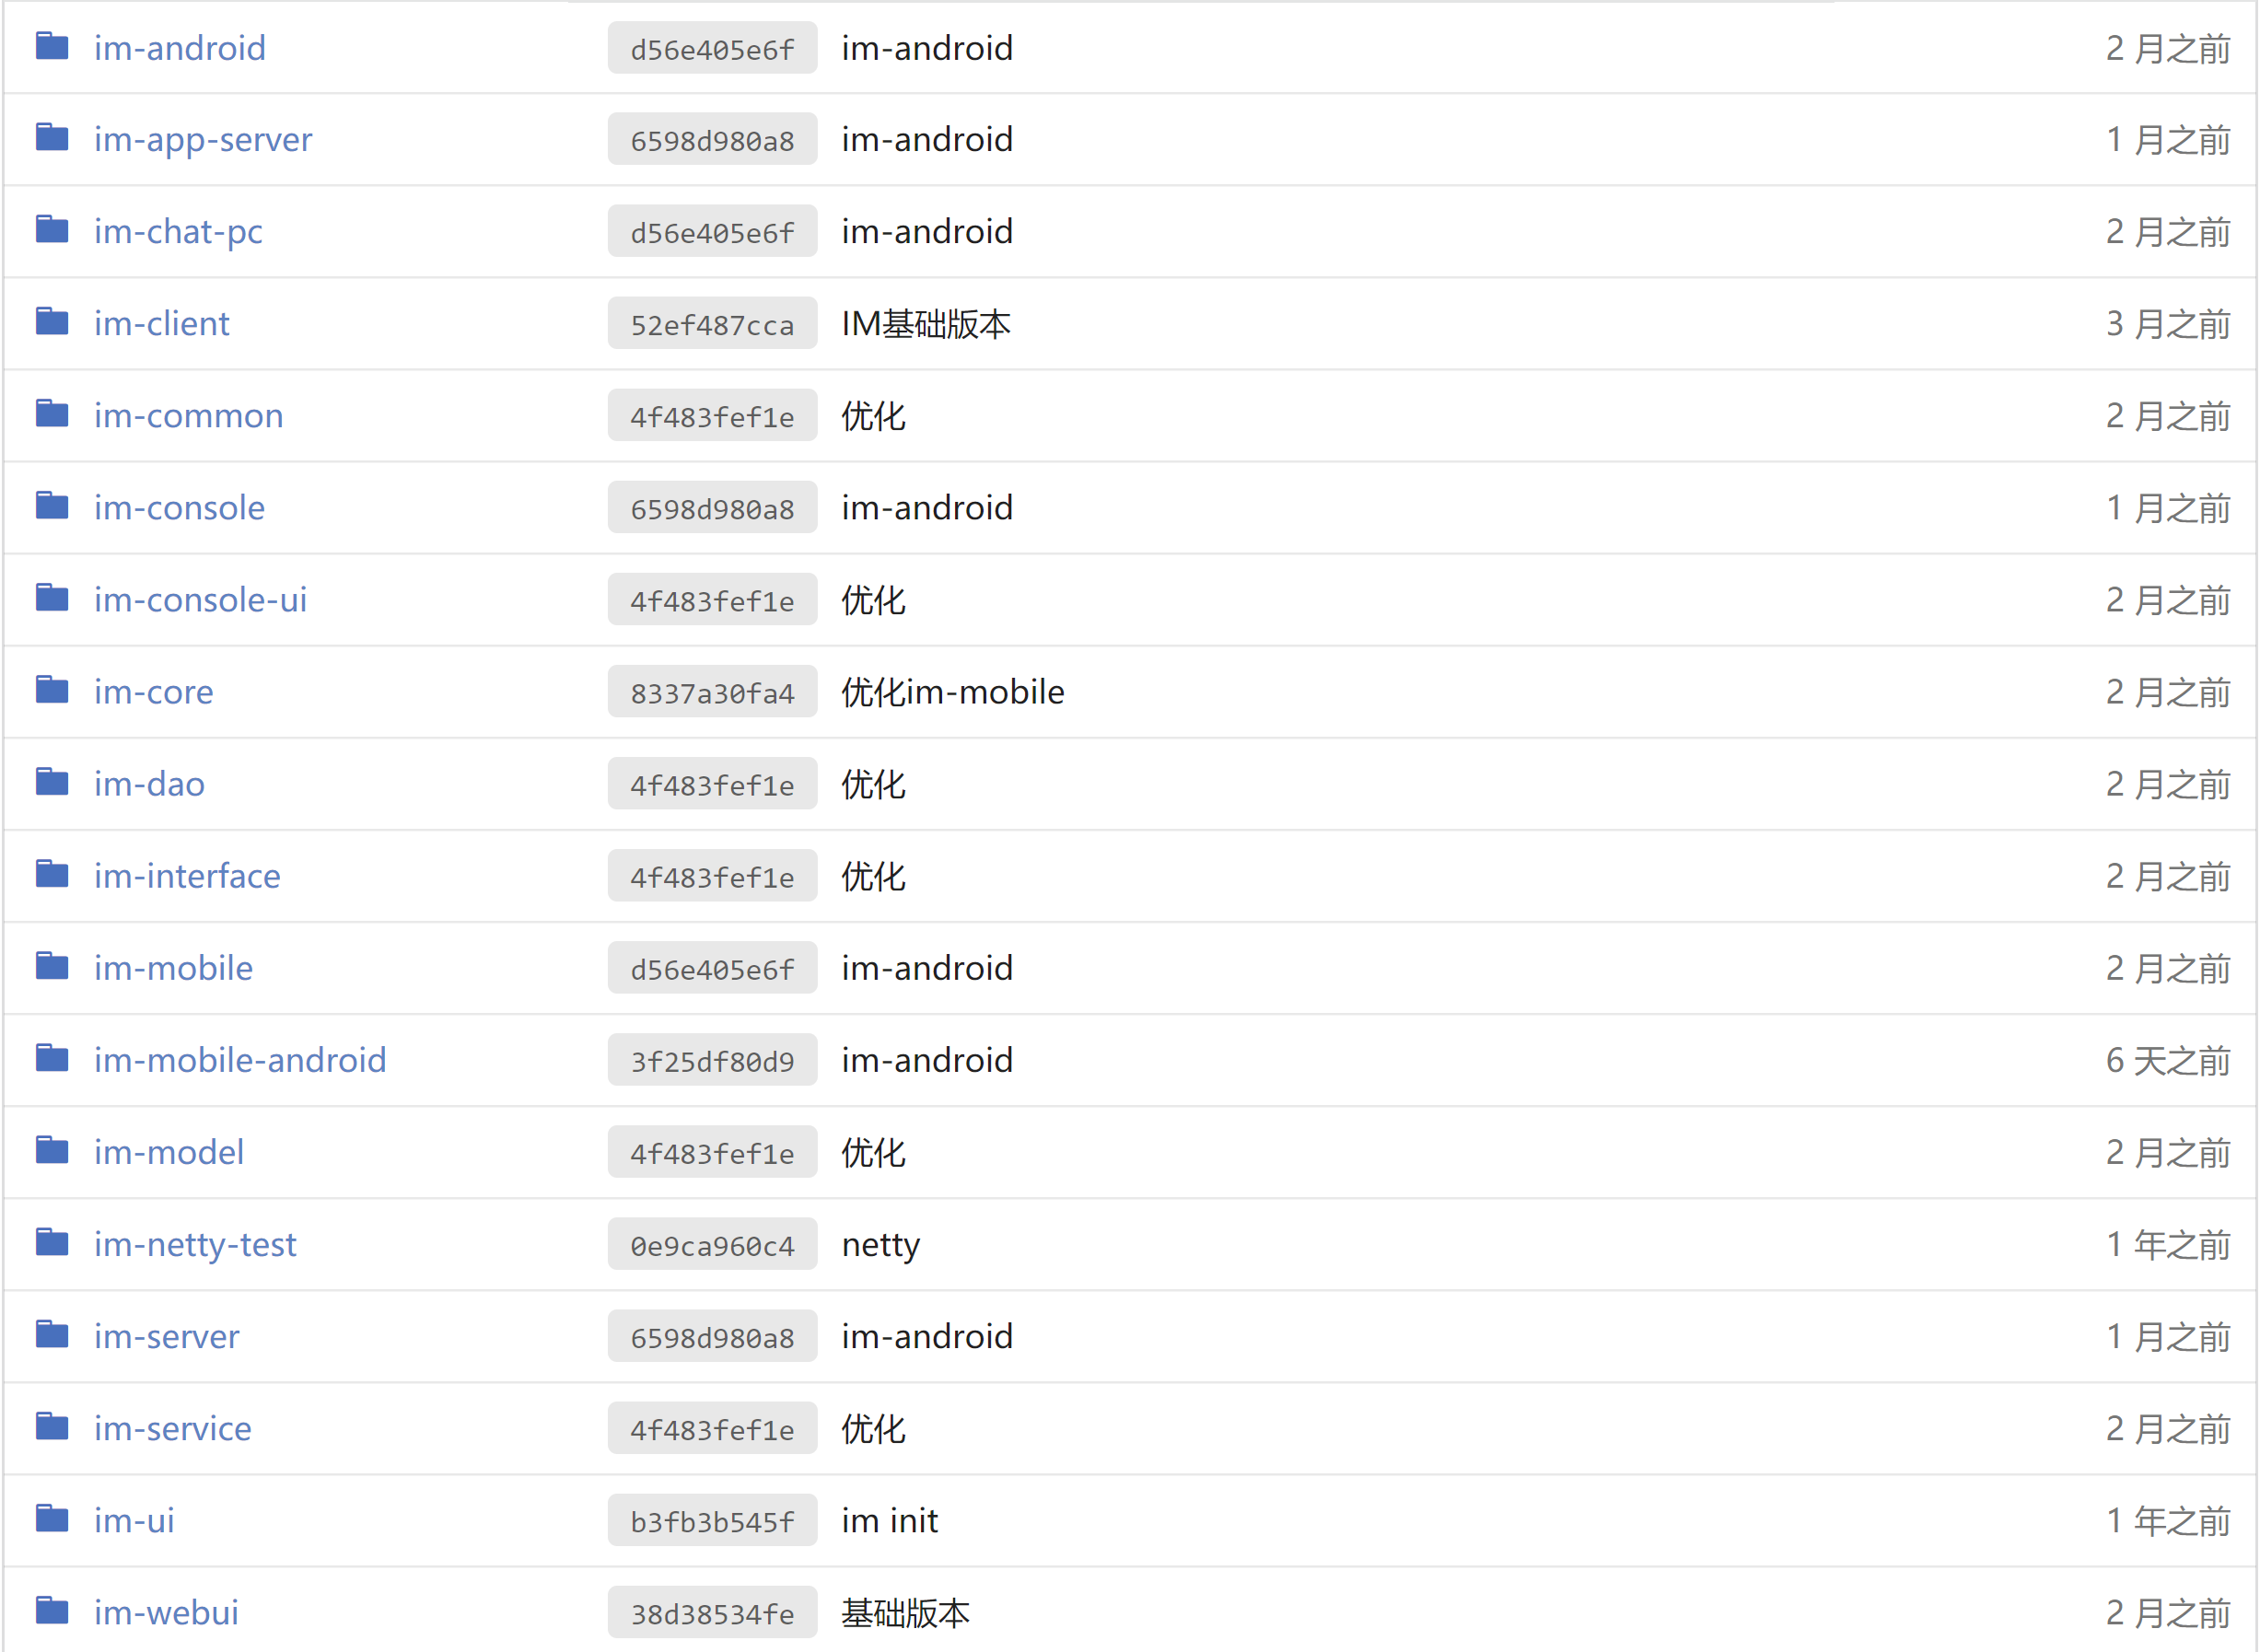 im-android d56e405e6f im-android 2 月之前
im-app-server 6598d980a8 im-android 1 月之前
im-chat-pc d56e405e6f im-android 2 月之前
im-client 52ef487cca IM基础版本 3 月之前
im-common 4f483fef1e 优化 2 月之前
im-console 6598d980a8 im-android 1 月之前
im-console-ui 4f483fef1e 优化 2 月之前
im-core 8337a30fa4 优化im-mobile 2 月之前
im-dao 4f483fef1e 优化 2 月之前
im-interface 4f483fef1e 优化 2 月之前
im-mobile d56e405e6f im-android 2 月之前
im-mobile-android 3f25df80d9 im-android 6 天之前
im-model 4f483fef1e 优化 2 月之前
im-netty-test 0e9ca960c4 netty 1 年之前
im-server 6598d980a8 im-android 1 月之前
im-service 4f483fef1e 优化 2 月之前
im-ui b3fb3b545f im init 1 年之前
im-webui 38d38534fe 基础版本 2 月之前